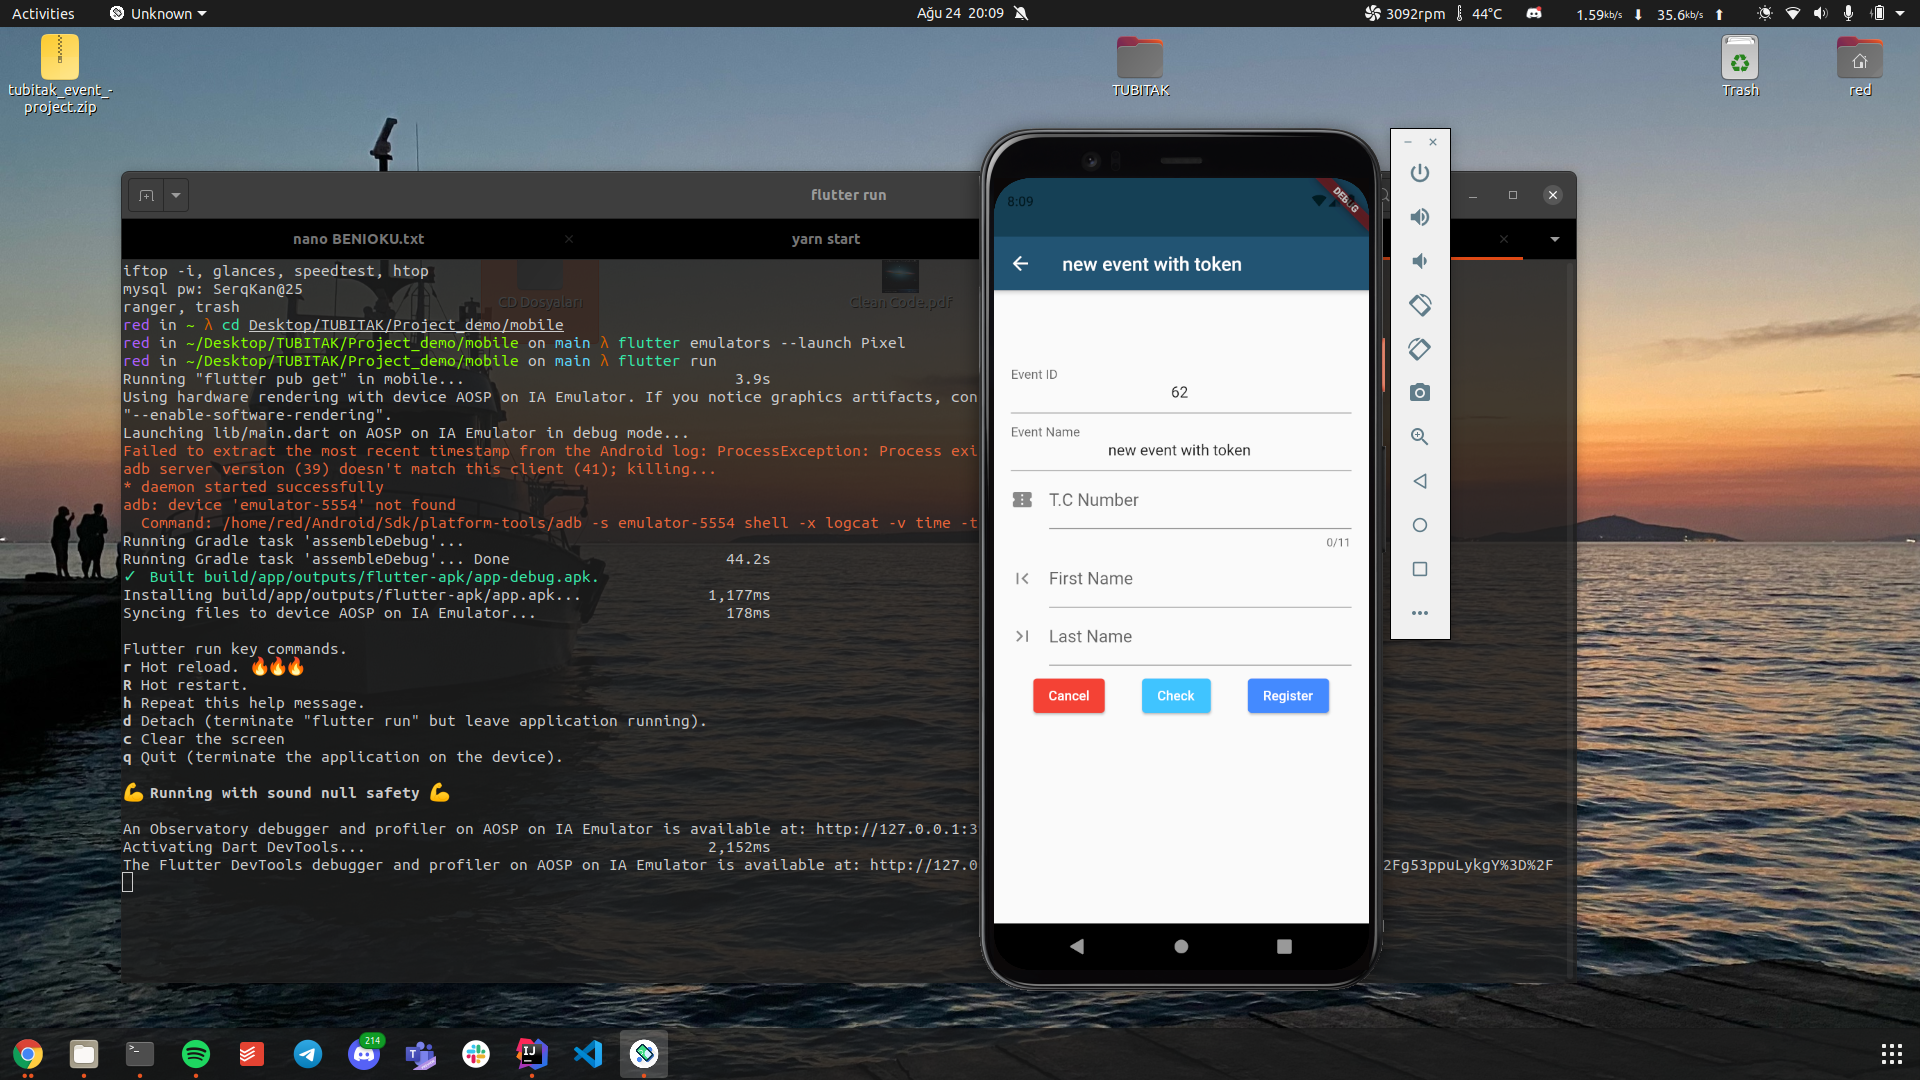 Activities
Unknown
Ağu 24 20:09
3092rpm
44°C
1.59kb/s
35.6kb/s
tubitak_event_-
project.zip
TUBITAK
Trash
red
flutter run
nano BENIOKU.txt
yarn start
CD Dosyaları
Clean Code.pdf
iftop -i, glances, speedtest, htop
mysql pw: SerqKan@25
ranger, trash
red in ~ λ cd Desktop/TUBITAK/Project_demo/mobile
red in ~/Desktop/TUBITAK/Project_demo/mobile on main λ flutter emulators --launch Pixel
red in ~/Desktop/TUBITAK/Project_demo/mobile on main λ flutter run
Running "flutter pub get" in mobile... 3.9s
Using hardware rendering with device AOSP on IA Emulator. If you notice graphics artifacts, con
"--enable-software-rendering".
Launching lib/main.dart on AOSP on IA Emulator in debug mode...
Failed to extract the most recent timestamp from the Android log: ProcessException: Process exi
adb server version (39) doesn't match this client (41); killing...
* daemon started successfully
adb: device 'emulator-5554' not found
Command: /home/red/Android/Sdk/platform-tools/adb -s emulator-5554 shell -x logcat -v time -t
Running Gradle task 'assembleDebug'...
Running Gradle task 'assembleDebug'... Done 44.2s
✓ Built build/app/outputs/flutter-apk/app-debug.apk.
Installing build/app/outputs/flutter-apk/app.apk... 1,177ms
Syncing files to device AOSP on IA Emulator... 178ms
Flutter run key commands.
r Hot reload. 🔥🔥🔥
R Hot restart.
h Repeat this help message.
d Detach (terminate "flutter run" but leave application running).
c Clear the screen
q Quit (terminate the application on the device).
💪 Running with sound null safety 💪
An Observatory debugger and profiler on AOSP on IA Emulator is available at: http://127.0.0.1:3
Activating Dart DevTools... 2,152ms
The Flutter DevTools debugger and profiler on AOSP on IA Emulator is available at: http://127.0
2Fg53ppuLykgY%3D%2F
8:09
DEBUG
new event with token
Event ID
62
Event Name
new event with token
T.C Number
0/11
First Name
Last Name
Cancel
Check
Register
214